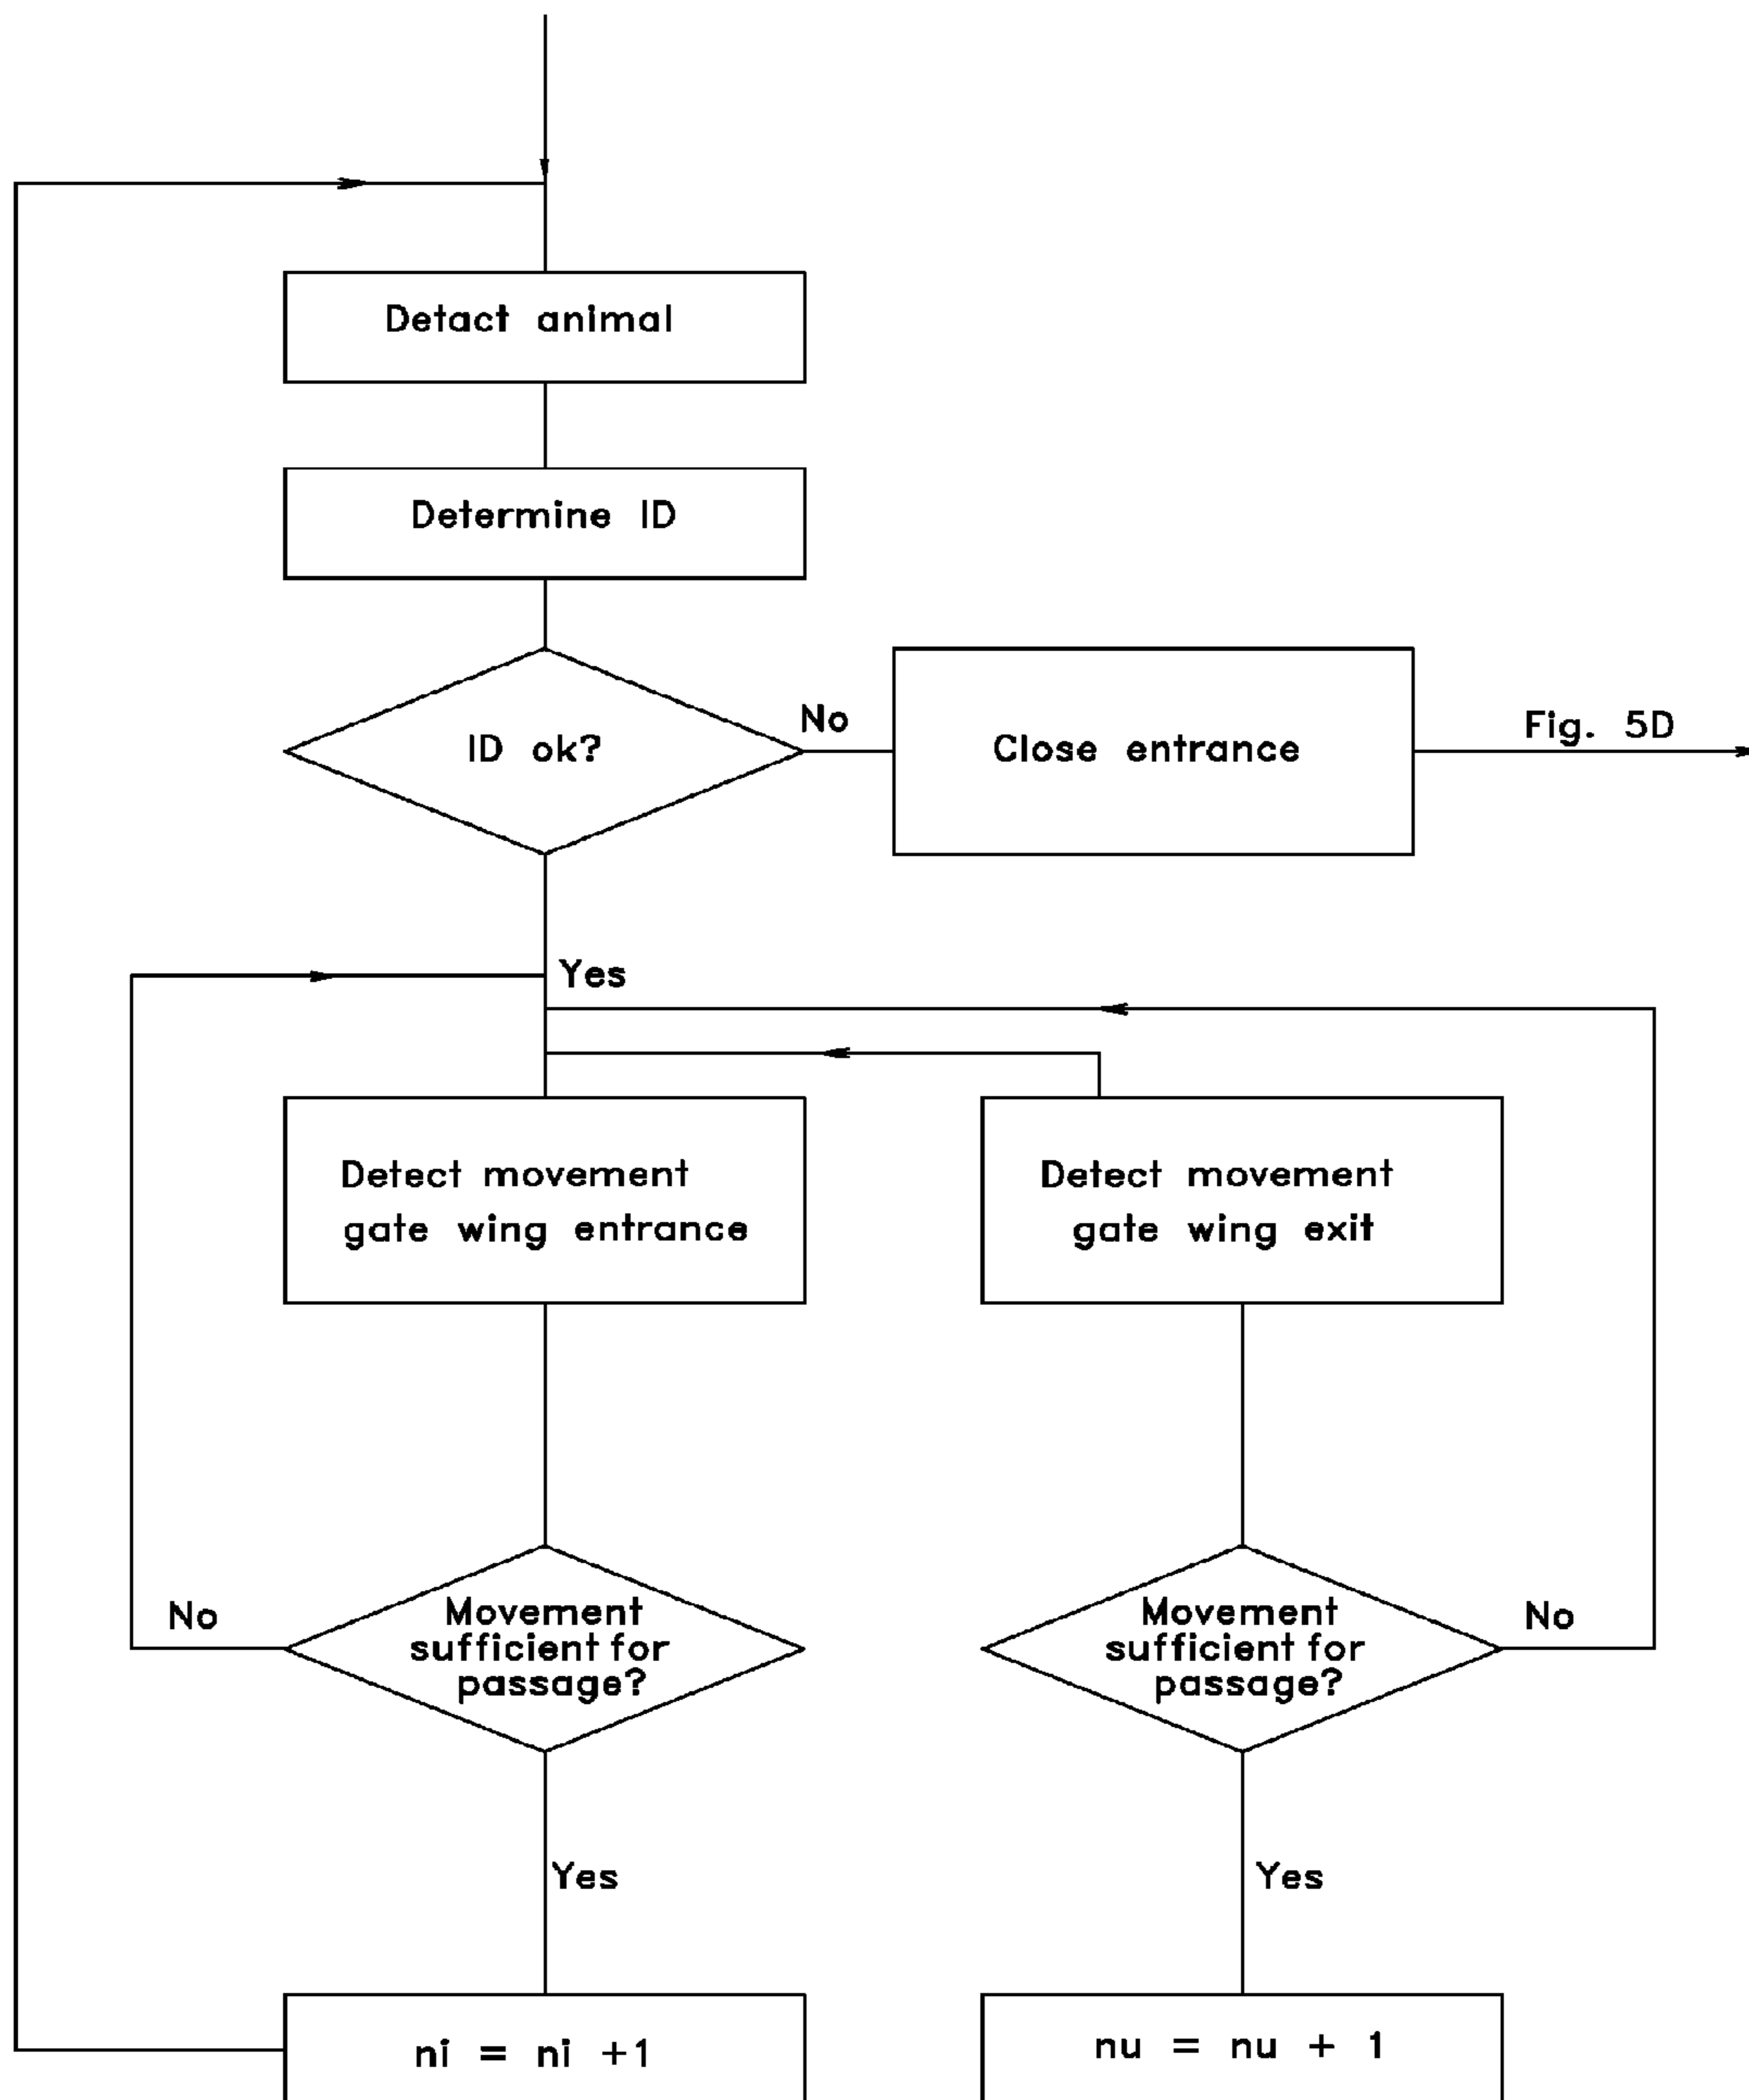 Detact animal
Determine ID
ID ok?
No
Close entrance
Fig. 5D
Yes
Detect movement
gate wing entrance
Detect movement
gate wing exit
No
Movement
sufficient for
passage?
Movement
sufficient for
passage?
No
Yes
Yes
ni = ni +1
nu = nu + 1